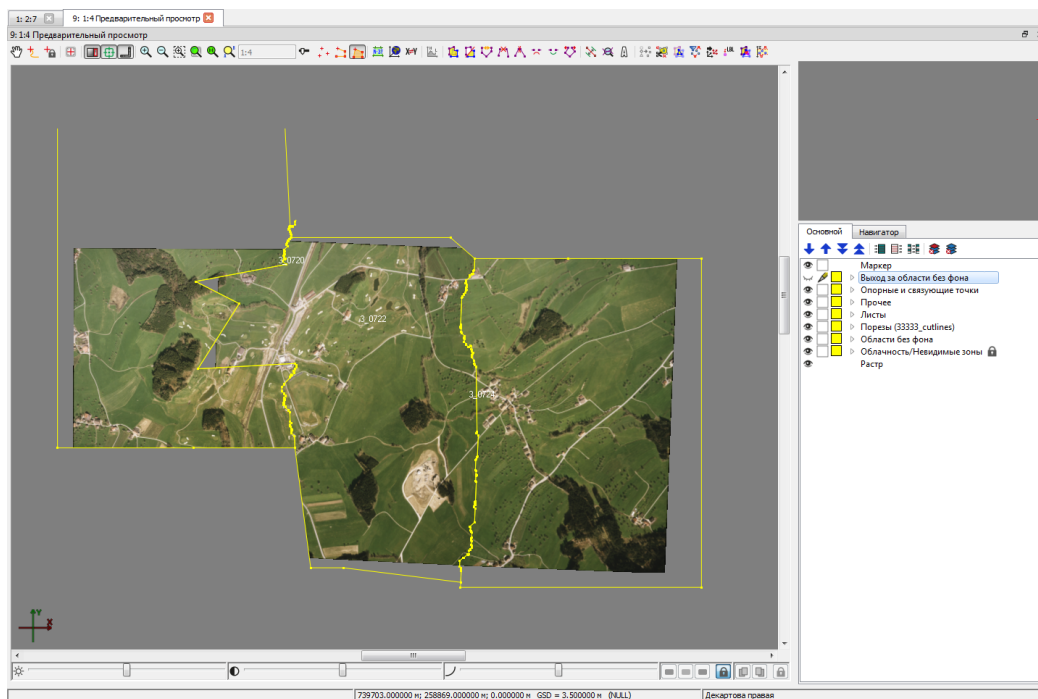 1: 2:7
9: 1:4 Предварительный просмотр
9: 1:4 Предварительный просмотр
1:4
Основной
Навигатор
Маркер
Выход за области без фона
Опорные и связующие точки
Прочее
Листы
Порезы (33333_cutlines)
Области без фона
Облачность/Невидимые зоны
Растр
3_0720
3_0722
3_0724
Y
X
739703.000000 м; 258869.000000 м; 0.000000 м GSD = 3.500000 м (NULL)
Декартова правая